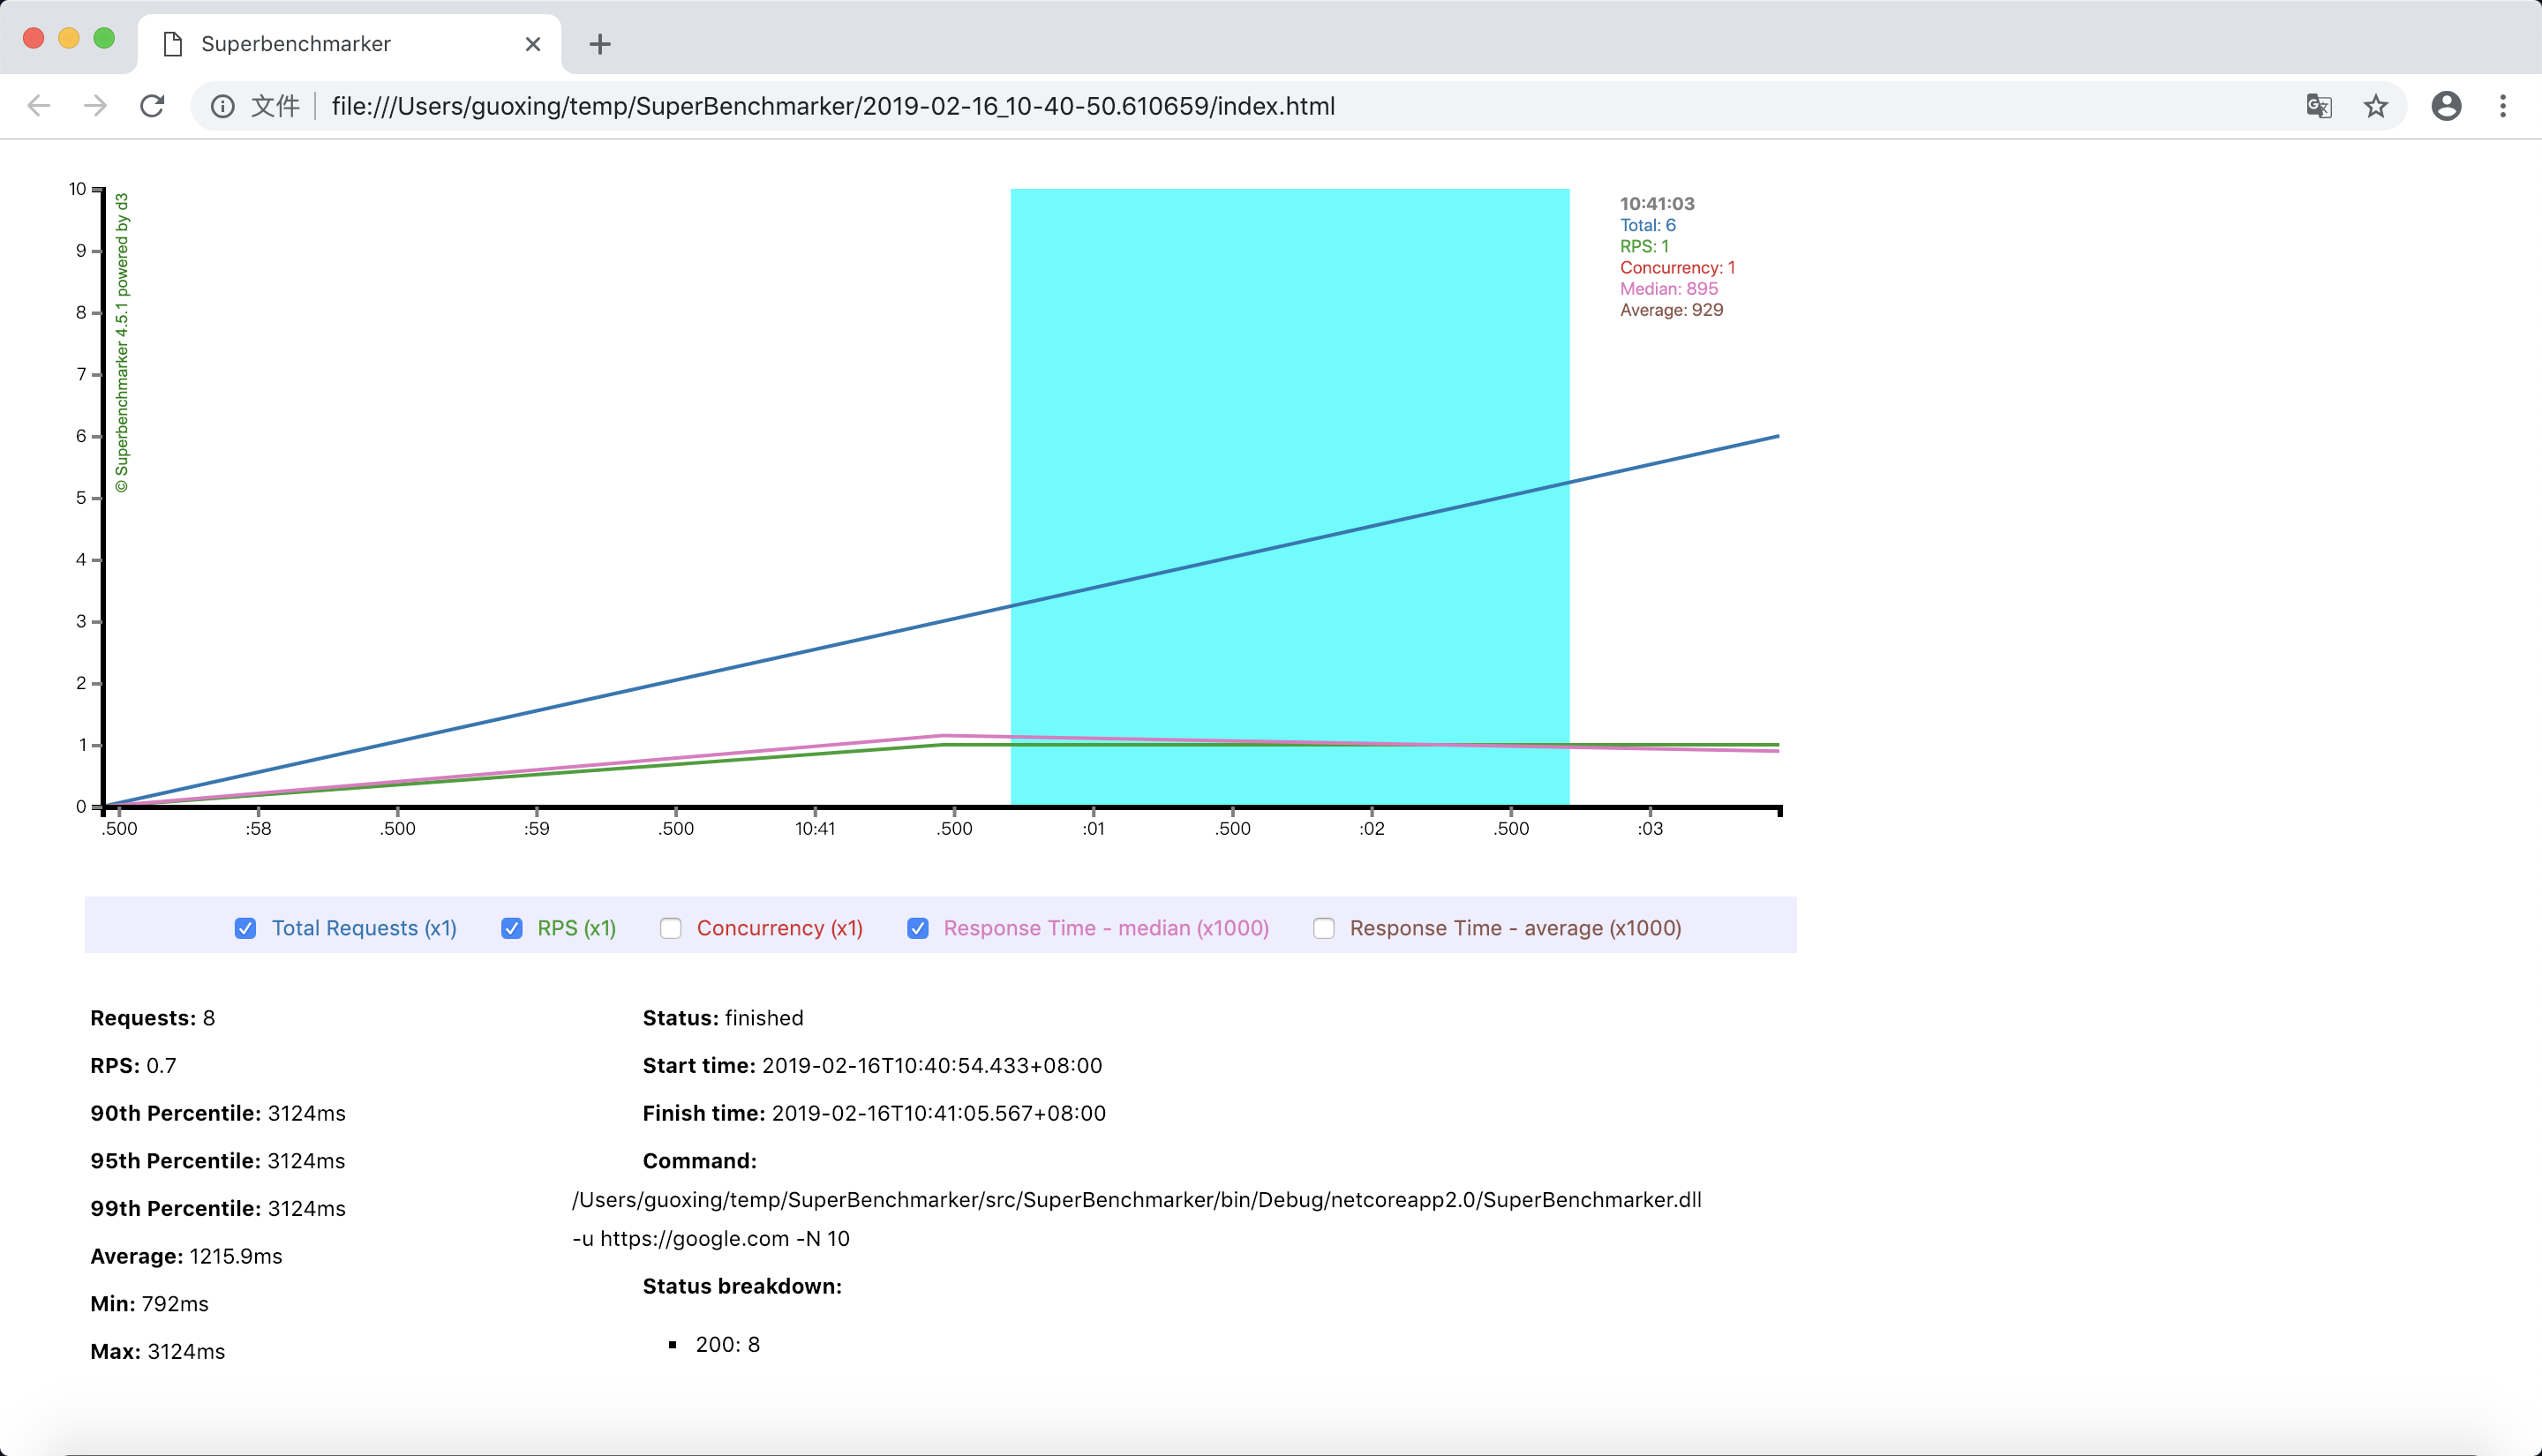 Superbenchmarker
文件 file:///Users/guoxing/temp/SuperBenchmarker/2019-02-16_10-40-50.610659/index.html
10
9
8
7
6
5
4
3
2
1
0
© Superbenchmarker 4.5.1 powered by d3
10:41:03
Total: 6
RPS: 1
Concurrency: 1
Median: 895
Average: 929
.500 :58 .500 :59 .500 10:41 .500 :01 .500 :02 .500 :03
Total Requests (x1) RPS (x1) Concurrency (x1) Response Time - median (x1000) Response Time - average (x1000)
Requests: 8
RPS: 0.7
90th Percentile: 3124ms
95th Percentile: 3124ms
99th Percentile: 3124ms
Average: 1215.9ms
Min: 792ms
Max: 3124ms
Status: finished
Start time: 2019-02-16T10:40:54.433+08:00
Finish time: 2019-02-16T10:41:05.567+08:00
Command:
/Users/guoxing/temp/SuperBenchmarker/src/SuperBenchmarker/bin/Debug/netcoreapp2.0/SuperBenchmarker.dll
-u https://google.com -N 10
Status breakdown:
200: 8